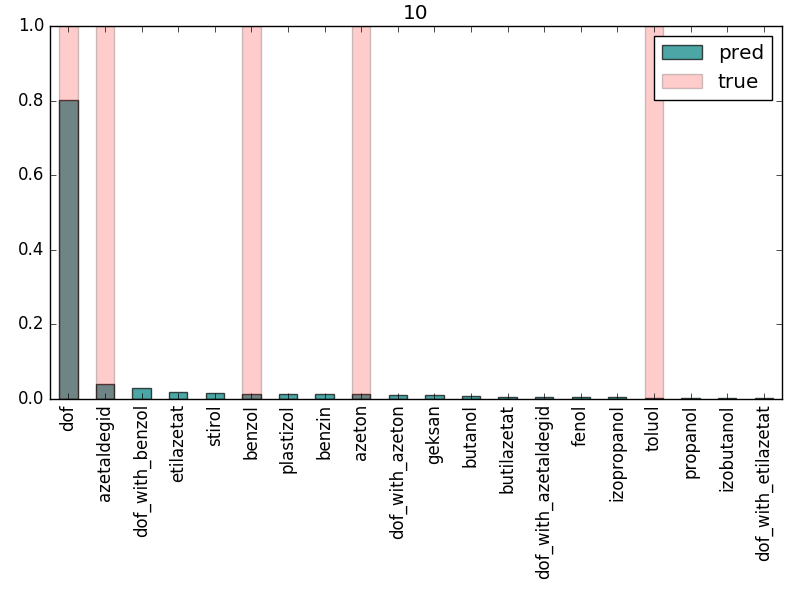 10
1.0
0.8
0.6
0.4
0.2
0.0
pred
true
dof
azetaldegid
dof_with_benzol
etilazetat
stirol
benzol
plastizol
benzin
azeton
dof_with_azeton
geksan
butanol
butilazetat
dof_with_azetaldegid
fenol
izopropanol
toluol
propanol
izobutanol
dof_with_etilazetat